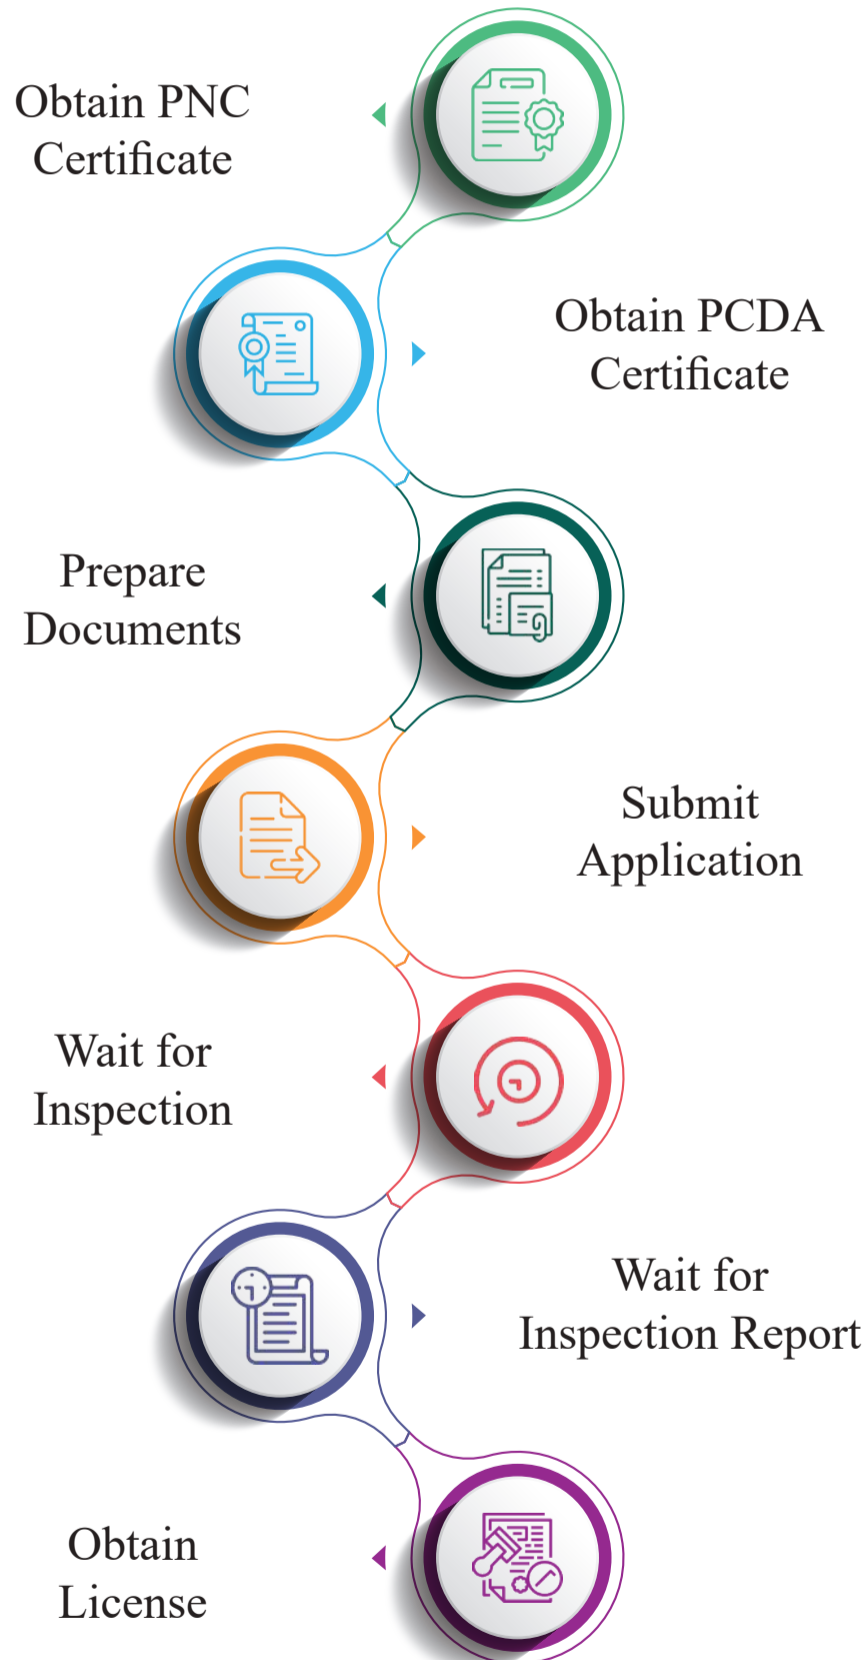 Obtain PNC
Certificate
Obtain PCDA
Certificate
Prepare
Documents
Submit
Application
Wait for
Inspection
Wait for
Inspection Report
Obtain
License